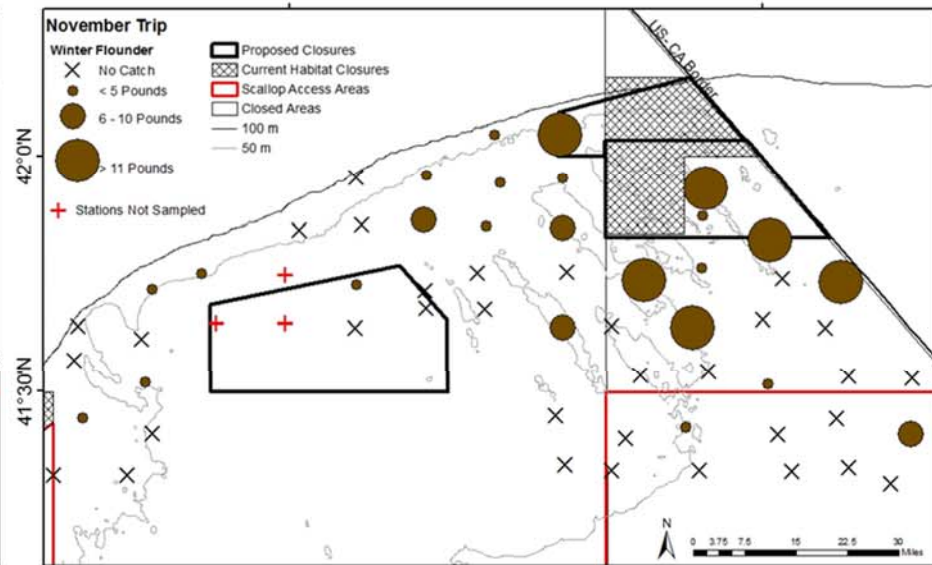 November Trip
Winter Flounder
No Catch
< 5 Pounds
6 - 10 Pounds
> 11 Pounds
Stations Not Sampled
Proposed Closures
Current Habitat Closures
Scallop Access Areas
Closed Areas
100 m
50 m
US- CA Border
42°0'N
41°30'N
N
0 3.75 7.5 15 22.5 30
Miles